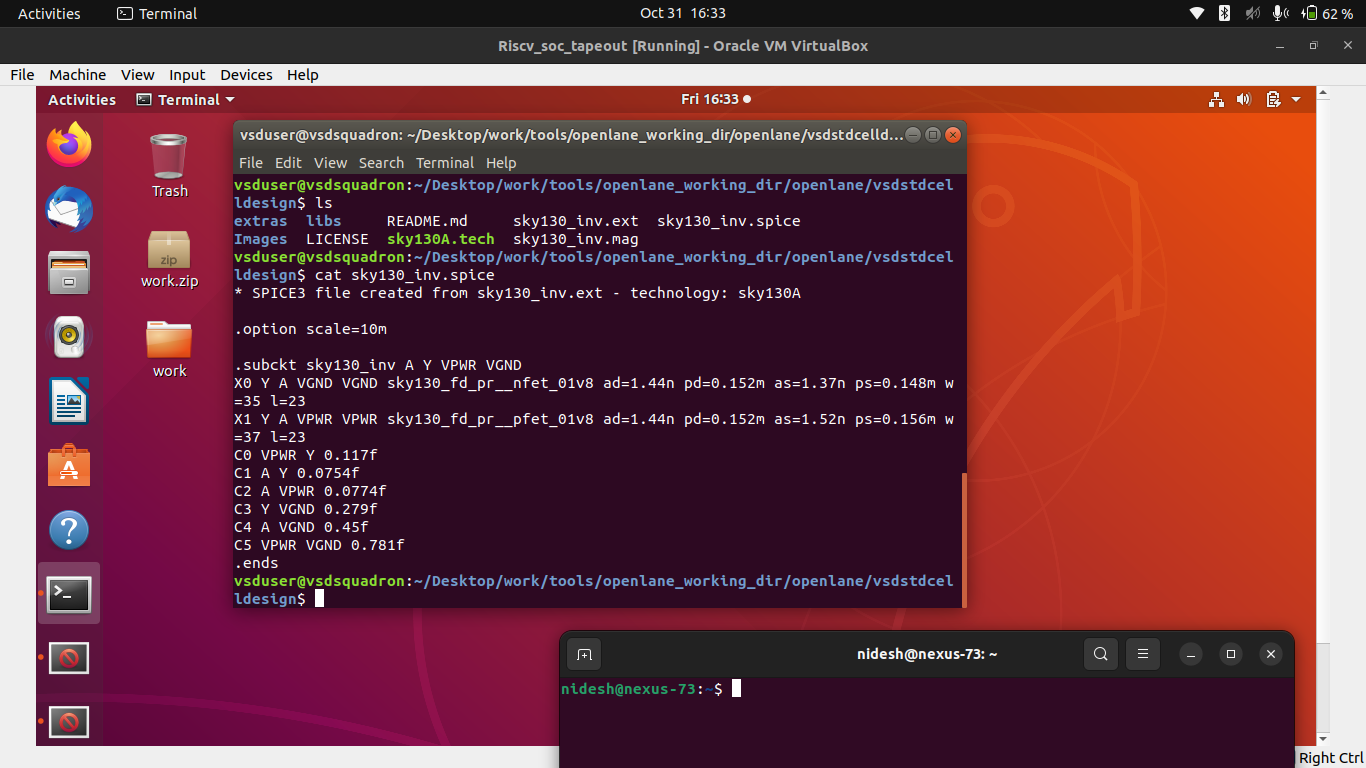 Activities
Terminal
Oct 31 16:33
62 %
Riscv_soc_tapeout [Running] - Oracle VM VirtualBox
File Machine View Input Devices Help
Activities
Terminal
Fri 16:33
Trash
zip
work.zip
work
vsduser@vsdsquadron: ~/Desktop/work/tools/openlane_working_dir/openlane/vsdstdcelld...
File Edit View Search Terminal Help
vsduser@vsdsquadron:~/Desktop/work/tools/openlane_working_dir/openlane/vsdstdcel
ldesign$ ls
extras libs README.md sky130_inv.ext sky130_inv.spice
Images LICENSE sky130A.tech sky130_inv.mag
vsduser@vsdsquadron:~/Desktop/work/tools/openlane_working_dir/openlane/vsdstdcel
ldesign$ cat sky130_inv.spice
* SPICE3 file created from sky130_inv.ext - technology: sky130A
.option scale=10m
.subckt sky130_inv A Y VPWR VGND
X0 Y A VGND VGND sky130_fd_pr__nfet_01v8 ad=1.44n pd=0.152m as=1.37n ps=0.148m w
=35 l=23
X1 Y A VPWR VPWR sky130_fd_pr__pfet_01v8 ad=1.44n pd=0.152m as=1.52n ps=0.156m w
=37 l=23
C0 VPWR Y 0.117f
C1 A Y 0.0754f
C2 A VPWR 0.0774f
C3 Y VGND 0.279f
C4 A VGND 0.45f
C5 VPWR VGND 0.781f
.ends
vsduser@vsdsquadron:~/Desktop/work/tools/openlane_working_dir/openlane/vsdstdcel
ldesign$
nidesh@nexus-73: ~
nidesh@nexus-73:~$
Right Ctrl